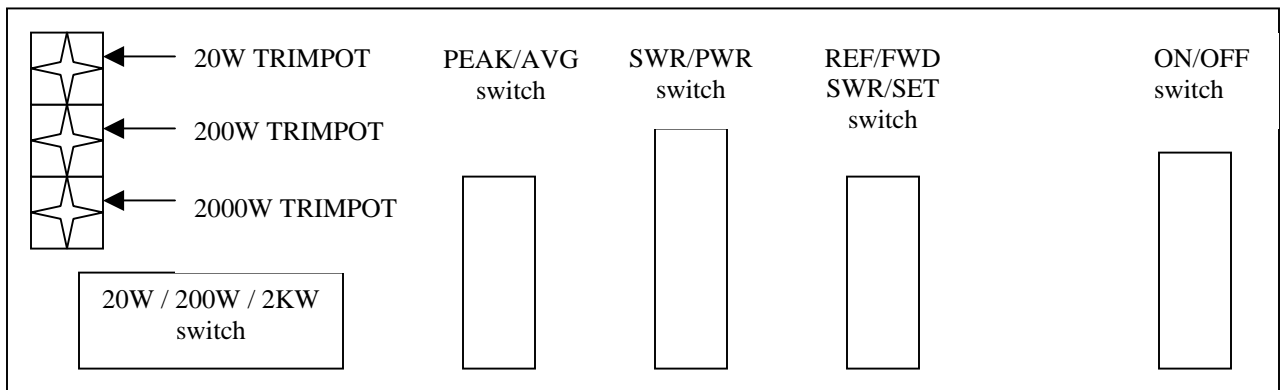 20W TRIMPOT
200W TRIMPOT
2000W TRIMPOT
20W / 200W / 2KW
switch
PEAK/AVG
switch
SWR/PWR
switch
REF/FWD
SWR/SET
switch
ON/OFF
switch